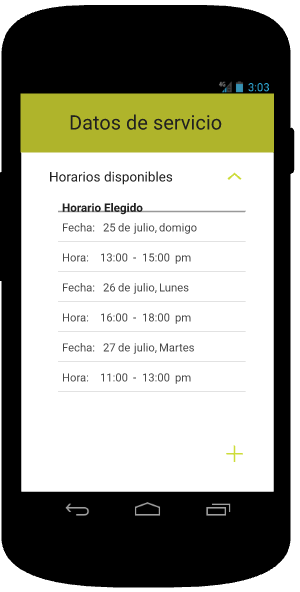 4G 3:03
Datos de servicio
Horarios disponibles
Horario Elegido
Fecha: 25 de julio, domigo
Hora: 13:00 - 15:00 pm
Fecha: 26 de julio, Lunes
Hora: 16:00 - 18:00 pm
Fecha: 27 de julio, Martes
Hora: 11:00 - 13:00 pm